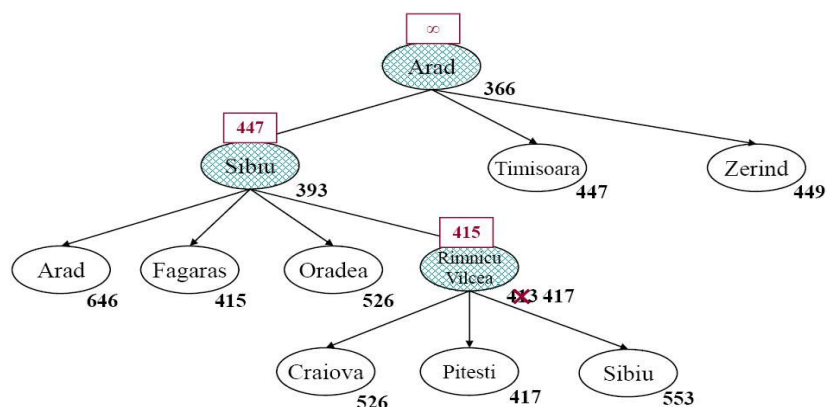 ∞
Arad
366
447
Sibiu
393
Timisoara
447
Zerind
449
415
Rimnicu
Vilcea
413 417
Arad
646
Fagaras
415
Oradea
526
Craiova
526
Pitesti
417
Sibiu
553